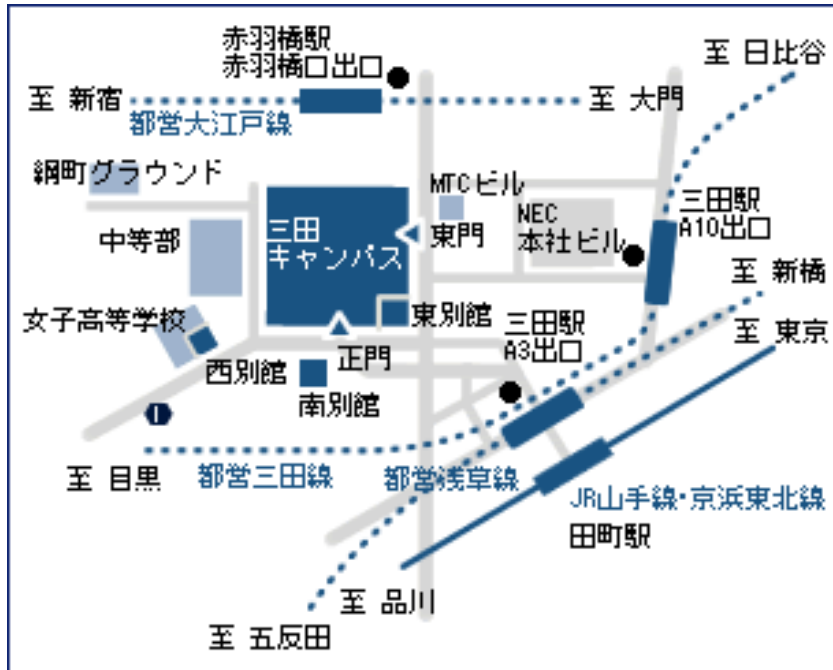 赤羽橋駅
赤羽橋口出口
至 日比谷
至 新宿
至 大門
都営大江戸線
綱町グラウンド
MTCビル
三田駅
A10出口
中等部
三田
キャンパス
東門
NEC
本社ビル
至 新橋
女子高等学校
東別館
三田駅
A3出口
至 東京
西別館
正門
南別館
至 目黒
都営三田線
都営浅草線
JR山手線・京浜東北線
田町駅
至 品川
至 五反田